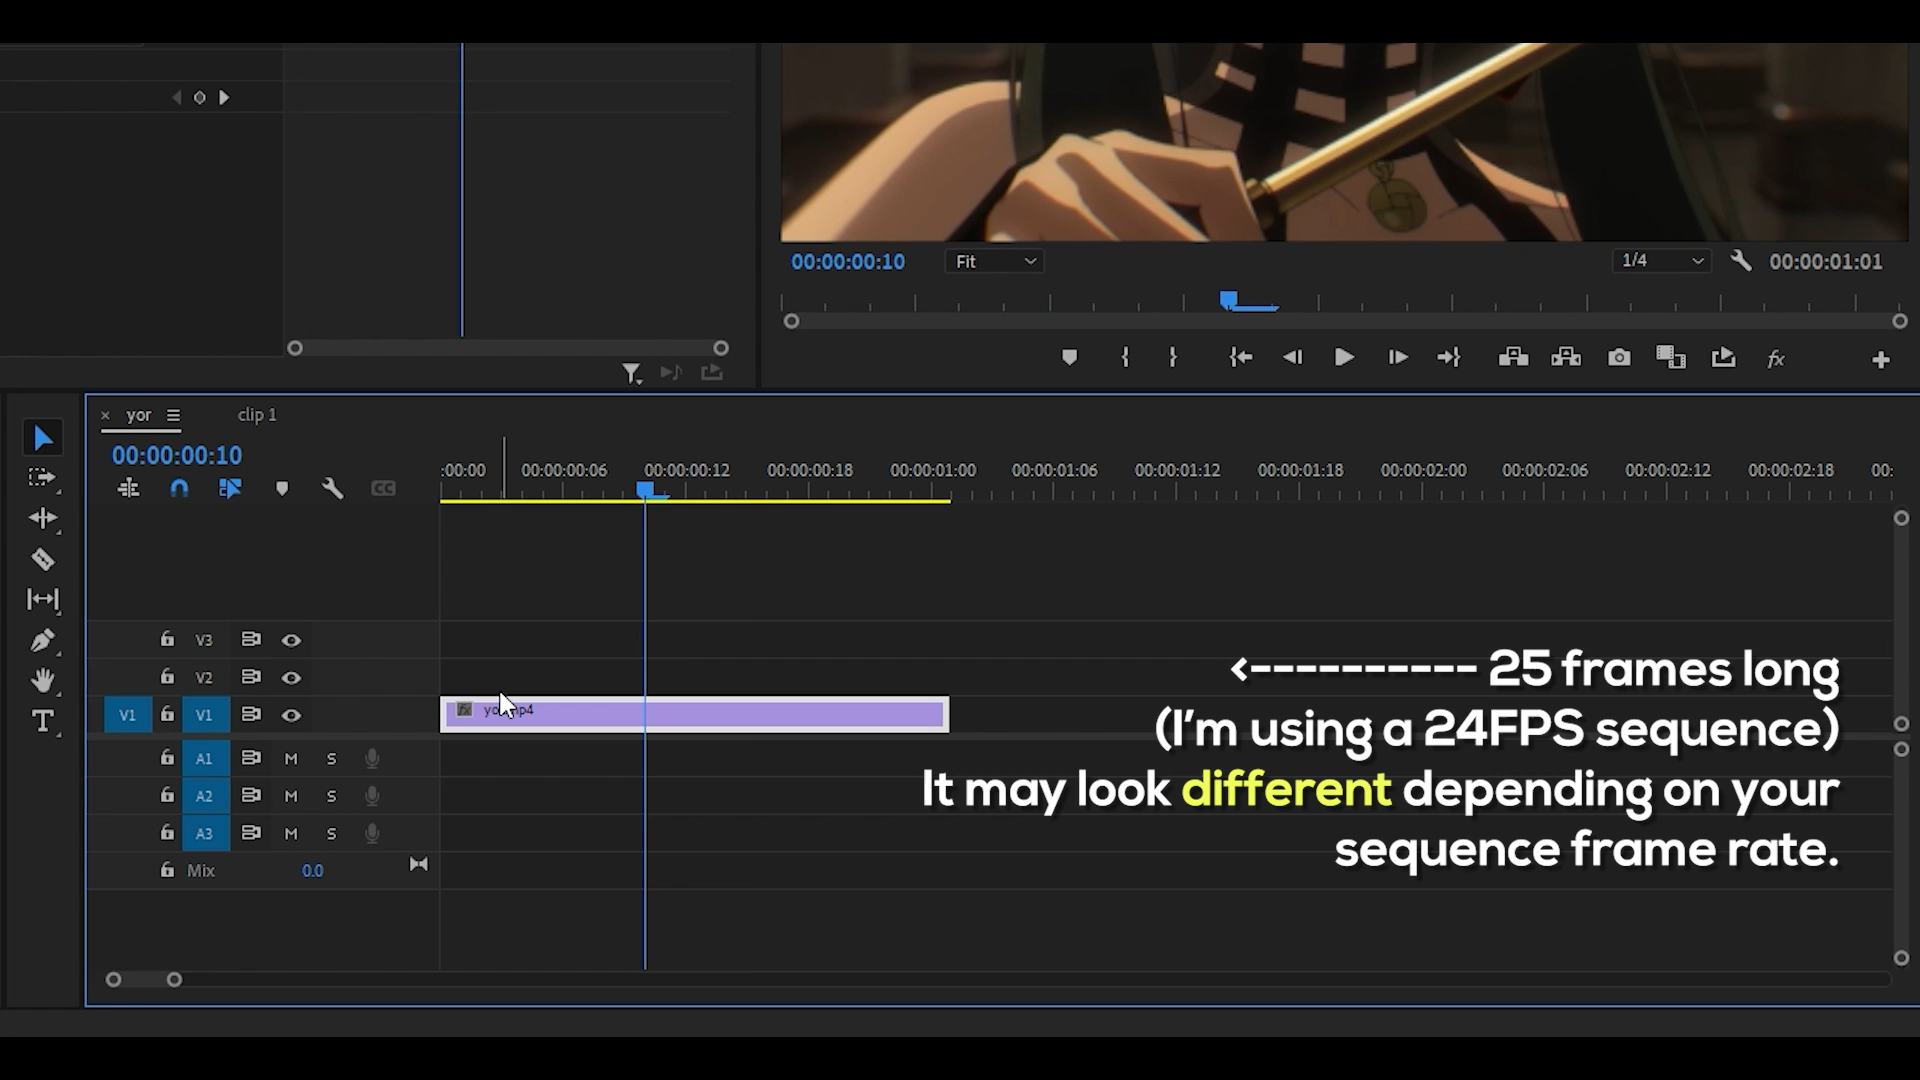 00:00:00:10
Fit
1/4
00:00:01:01
× yor clip 1
00:00:00:10
:00:00 00:00:00:06 00:00:00:12 00:00:00:18 00:00:01:00 00:00:01:06 00:00:01:12 00:00:01:18 00:00:02:00 00:00:02:06 00:00:02:12 00:00:02:18 00:
CC
V3
V2
V1 V1
fx
A1 M S
A2 M S
A3 M S
Mix 0.0
<---------- 25 frames long
(I'm using a 24FPS sequence)
It may look different depending on your
sequence frame rate.